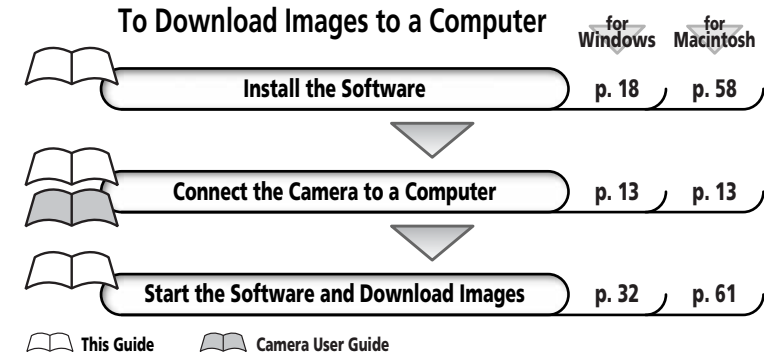 To Download Images to a Computer
for Windows
for Macintosh
Install the Software p. 18 p. 58
Connect the Camera to a Computer p. 13 p. 13
Start the Software and Download Images p. 32 p. 61
This Guide Camera User Guide